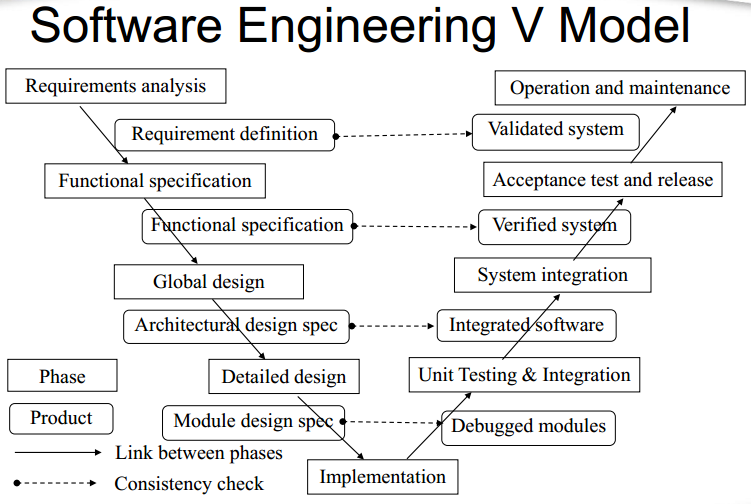 Software Engineering V Model
Requirements analysis
Operation and maintenance
Requirement definition
Validated system
Functional specification
Acceptance test and release
Functional specification
Verified system
Global design
System integration
Architectural design spec
Integrated software
Phase
Detailed design
Unit Testing & Integration
Product
Module design spec
Debugged modules
Link between phases
Implementation
Consistency check